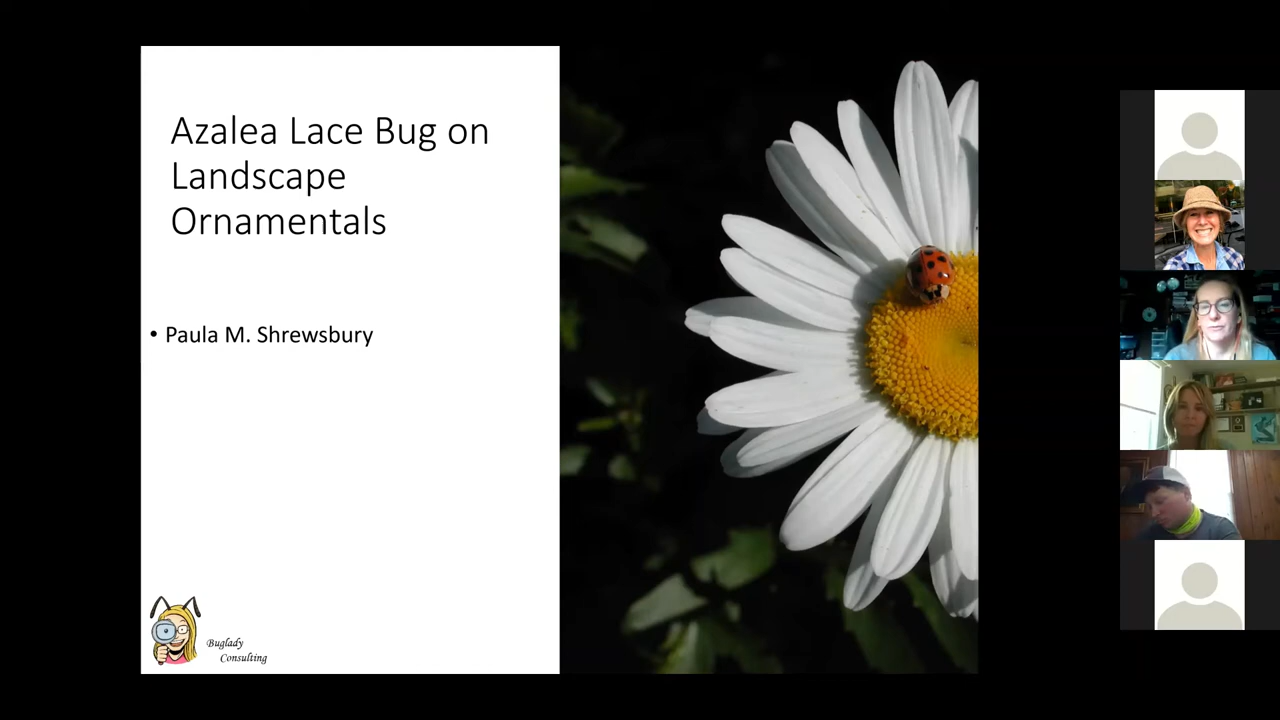 Azalea Lace Bug on
Landscape
Ornamentals
• Paula M. Shrewsbury
Buglady
Consulting